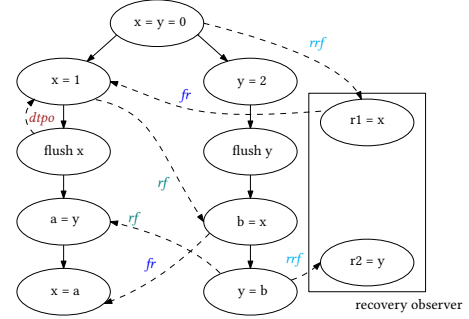 x = y = 0
rrf
x = 1
y = 2
fr
r1 = x
dtpo
flush x
flush y
rf
a = y
rf
b = x
fr
rrf
r2 = y
x = a
y = b
recovery observer